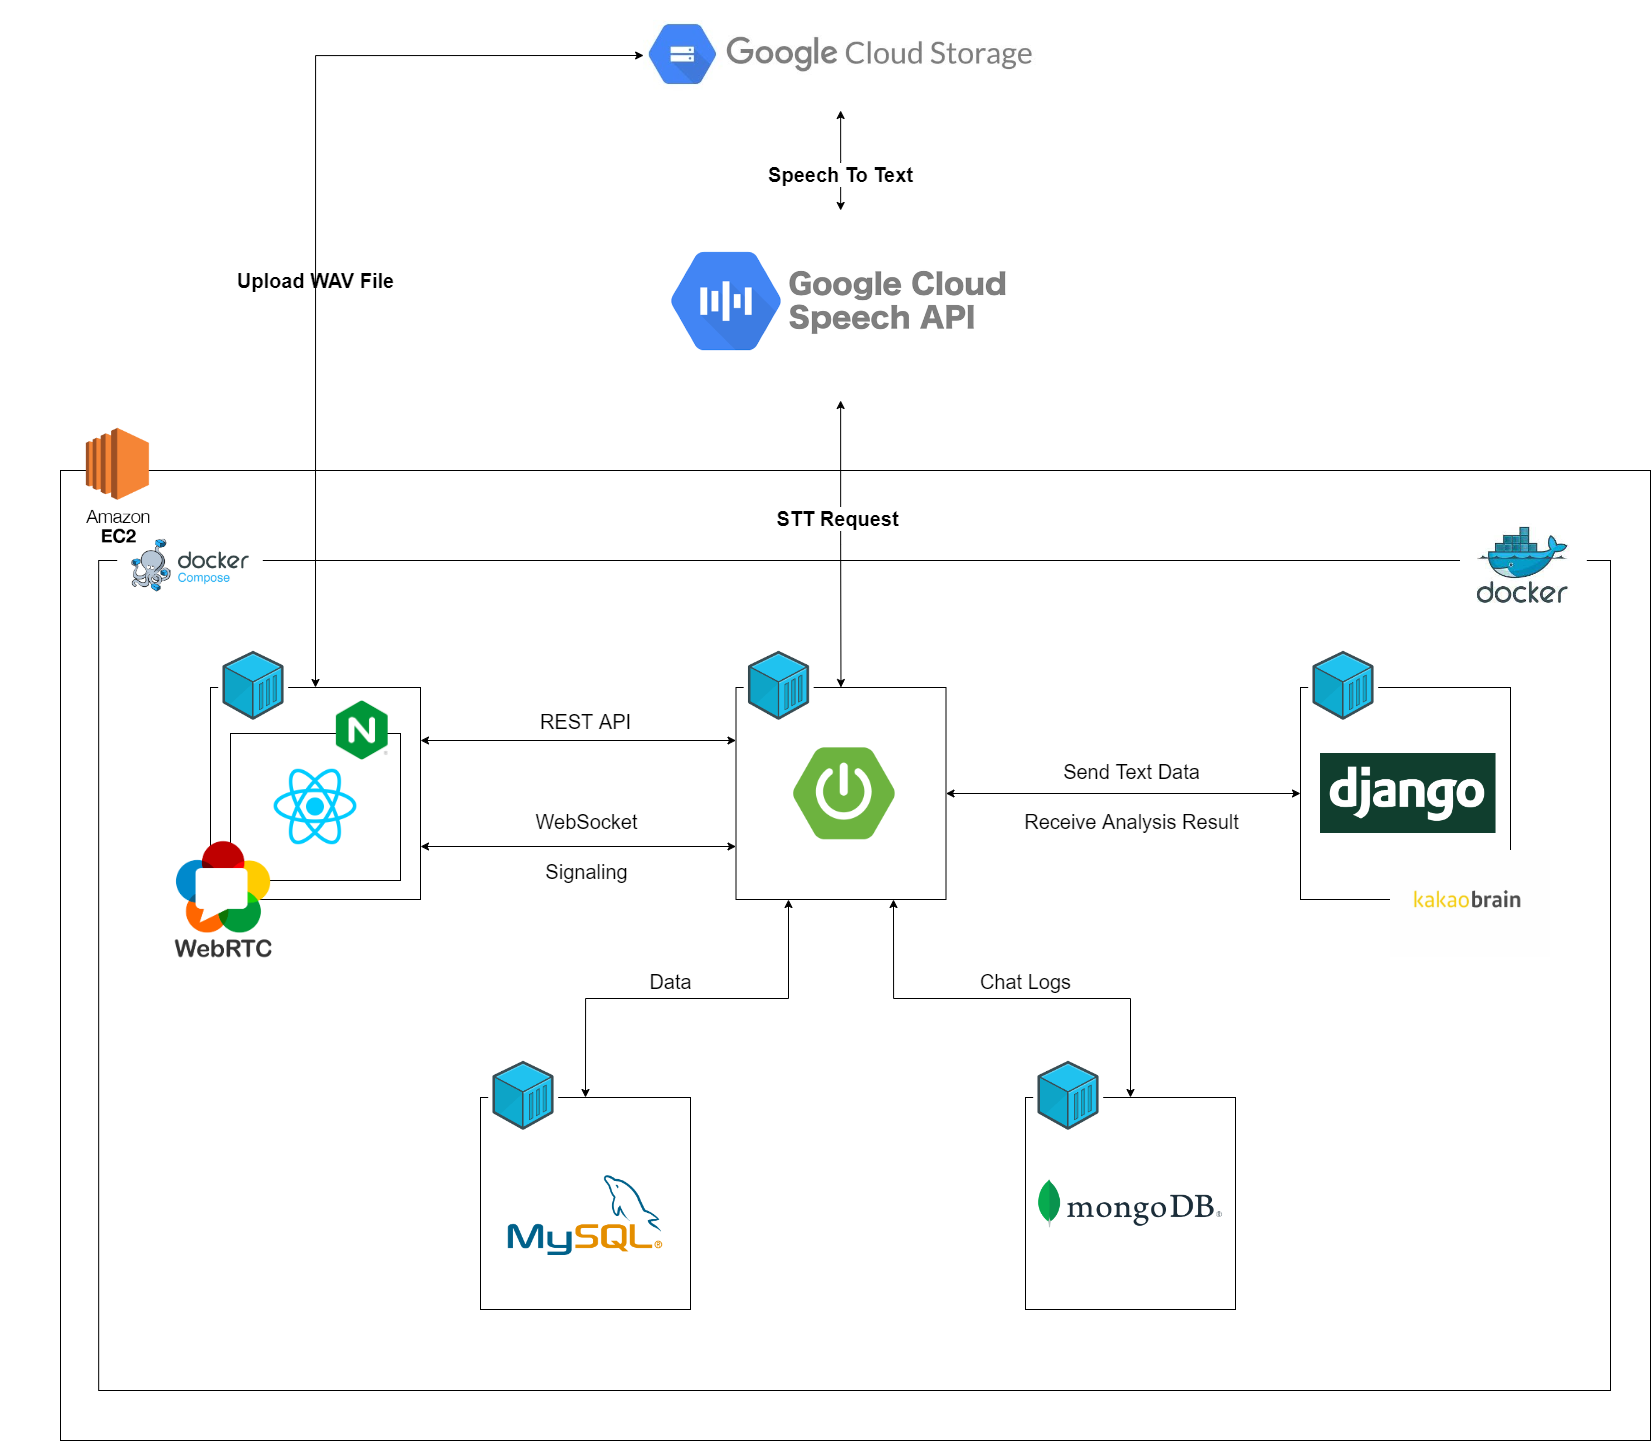 Google Cloud Storage
Speech To Text
Upload WAV File
Google Cloud
Speech API
Amazon
EC2
STT Request
docker
Compose
docker
REST API
N
WebSocket
Signaling
Send Text Data
django
Receive Analysis Result
kakaobrain
WebRTC
Data
Chat Logs
MySQL®
mongoDB®